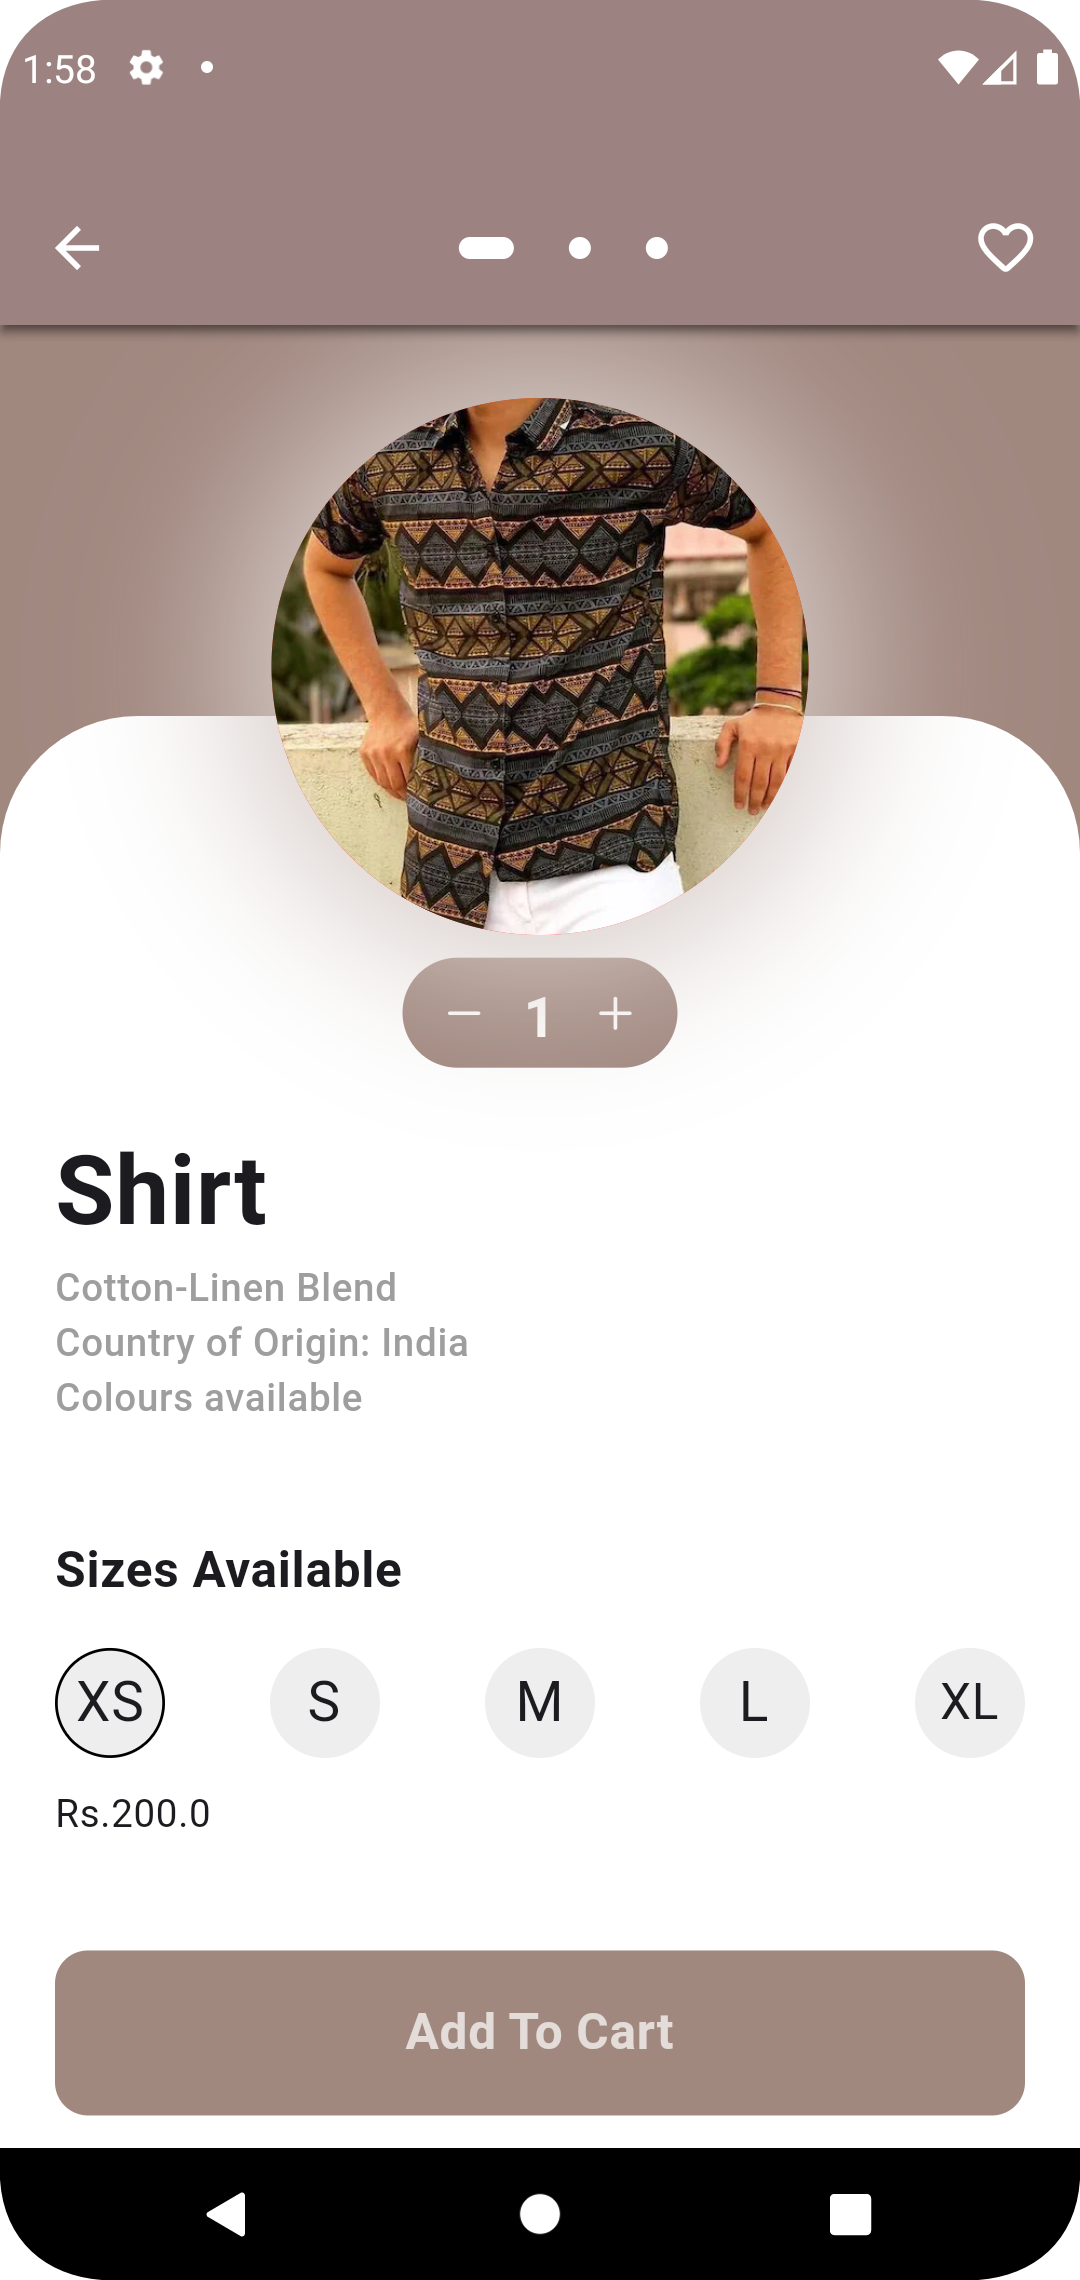 1:58
1
Shirt
Cotton-Linen Blend
Country of Origin: India
Colours available
Sizes Available
XS S M L XL
Rs.200.0
Add To Cart